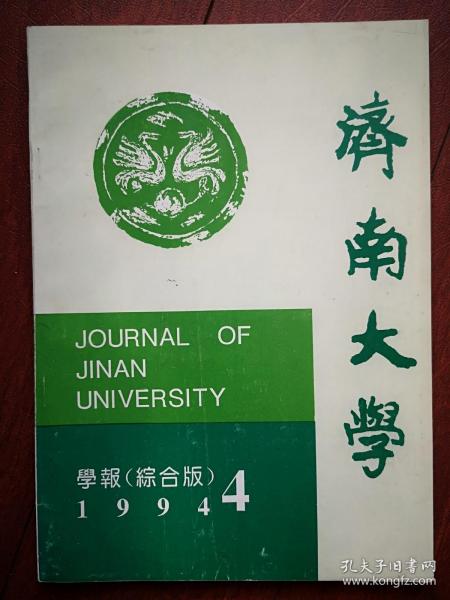 濟南大學
JOURNAL OF
JINAN
UNIVERSITY
學報(綜合版)
1994 4
孔夫子旧书网
www.kongfz.com